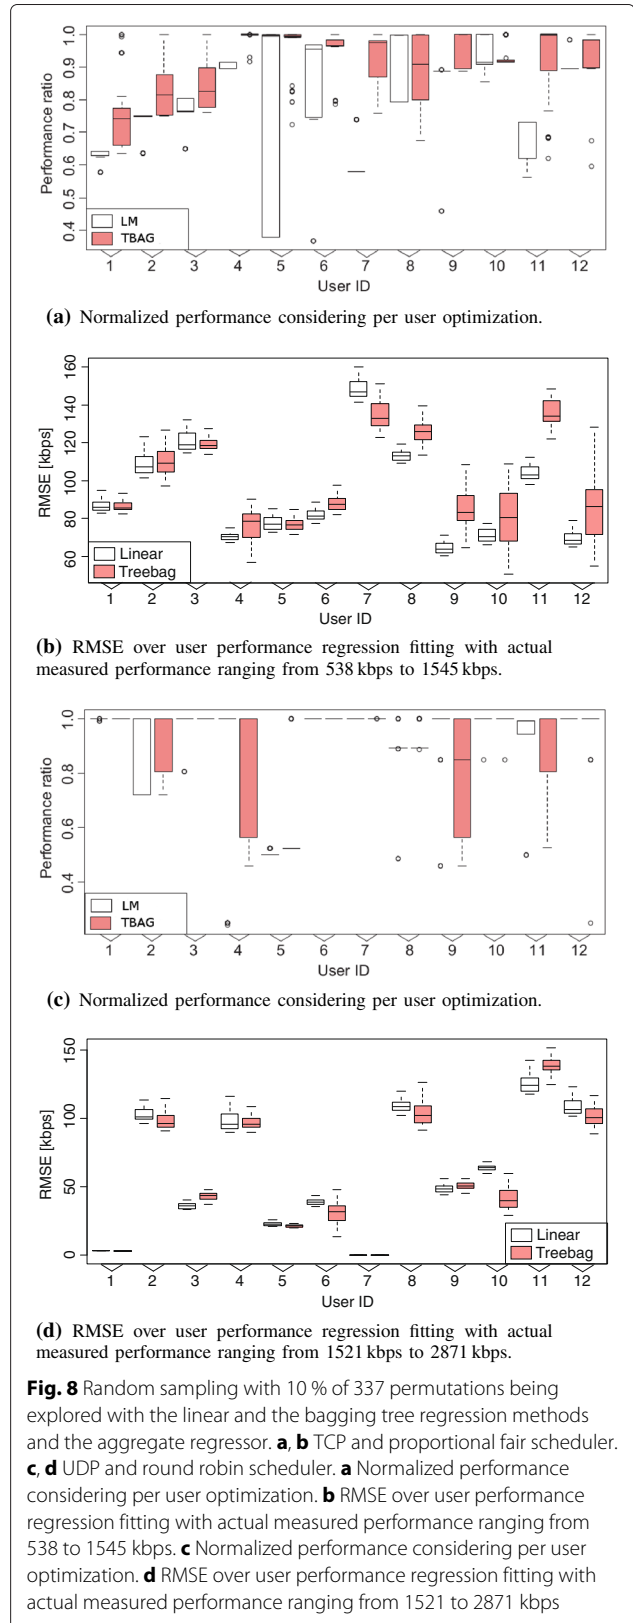 1.0
0.9
0.8
0.7
0.6
0.5
0.4
Performance ratio
LM
TBAG
1 2 3 4 5 6 7 8 9 10 11 12
User ID
(a) Normalized performance considering per user optimization.
160
140
120
100
80
60
RMSE [kbps]
Linear
Treebag
1 2 3 4 5 6 7 8 9 10 11 12
User ID
(b) RMSE over user performance regression fitting with actual
measured performance ranging from 538 kbps to 1545 kbps.
1.0
0.8
0.6
0.4
Performance ratio
LM
TBAG
1 2 3 4 5 6 7 8 9 10 11 12
User ID
(c) Normalized performance considering per user optimization.
150
100
50
0
RMSE [kbps]
Linear
Treebag
1 2 3 4 5 6 7 8 9 10 11 12
User ID
(d) RMSE over user performance regression fitting with actual
measured performance ranging from 1521 kbps to 2871 kbps.
Fig. 8 Random sampling with 10 % of 337 permutations being
explored with the linear and the bagging tree regression methods
and the aggregate regressor. a, b TCP and proportional fair scheduler.
c, d UDP and round robin scheduler. a Normalized performance
considering per user optimization. b RMSE over user performance
regression fitting with actual measured performance ranging from
538 to 1545 kbps. c Normalized performance considering per user
optimization. d RMSE over user performance regression fitting with
actual measured performance ranging from 1521 to 2871 kbps